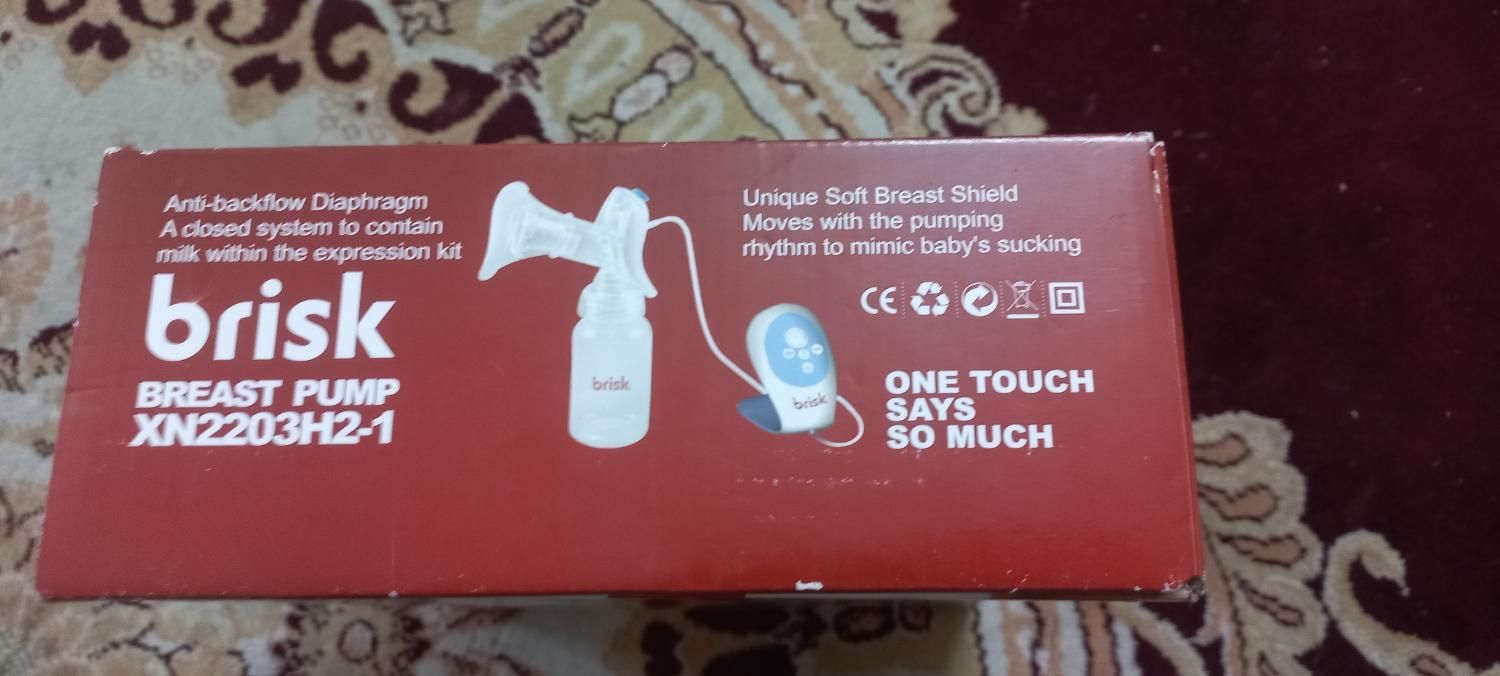 Anti-backflow Diaphragm
A closed system to contain
milk within the expression kit
brisk
BREAST PUMP
XN2203H2-1
brisk
brisk
Unique Soft Breast Shield
Moves with the pumping
rhythm to mimic baby's sucking
CE
ONE TOUCH
SAYS
SO MUCH